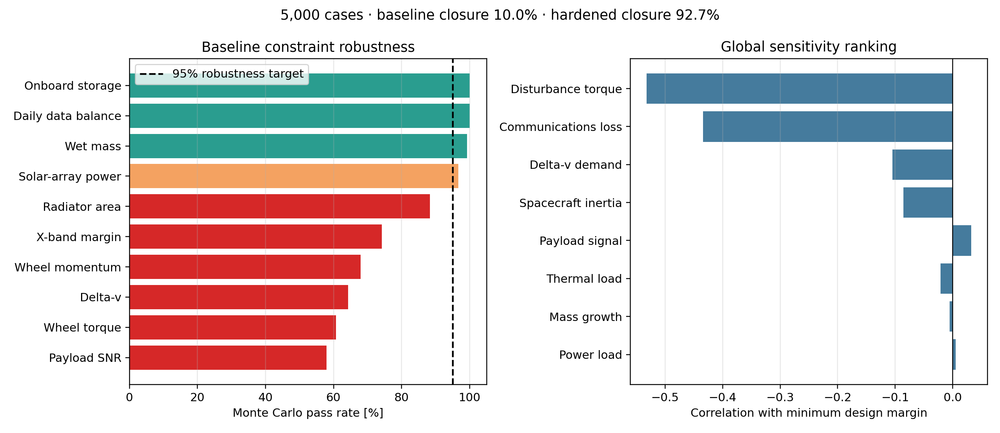 5,000 cases · baseline closure 10.0% · hardened closure 92.7%
Baseline constraint robustness
95% robustness target
Onboard storage
Daily data balance
Wet mass
Solar-array power
Radiator area
X-band margin
Wheel momentum
Delta-v
Wheel torque
Payload SNR
0 20 40 60 80 100
Monte Carlo pass rate [%]
Global sensitivity ranking
Disturbance torque
Communications loss
Delta-v demand
Spacecraft inertia
Payload signal
Thermal load
Mass growth
Power load
−0.5 −0.4 −0.3 −0.2 −0.1 0.0
Correlation with minimum design margin